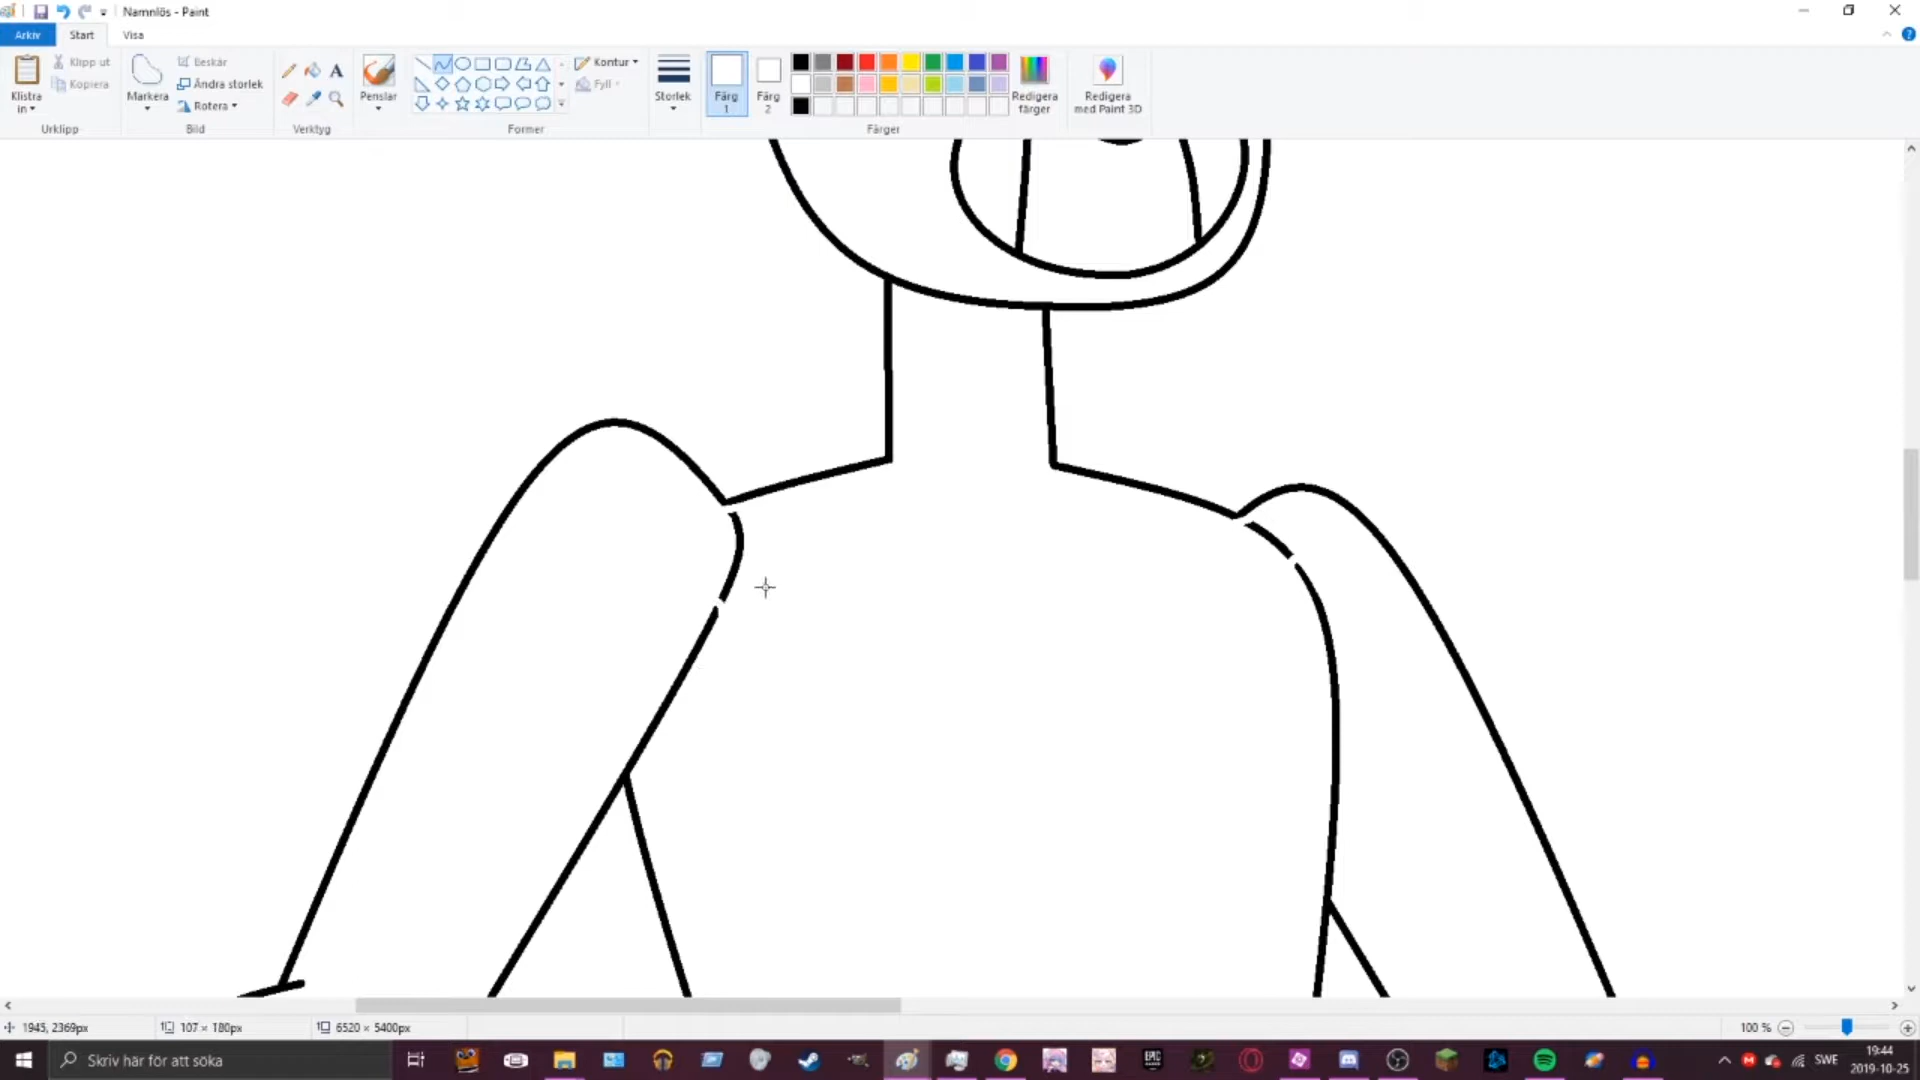 Namnlös - Paint
Arkiv
Start
Visa
Klistra in
Klipp ut
Kopiera
Urklipp
Markera
Beskär
Ändra storlek
Rotera
Bild
A
Verktyg
Penslar
Former
Kontur
Fyll
Storlek
Färg 1
Färg 2
Färger
Redigera färger
Redigera med Paint 3D
1945, 2369px
107 × 180px
6520 × 5400px
100 %
Skriv här för att söka
EPIC
SWE
19:44
2019-10-25